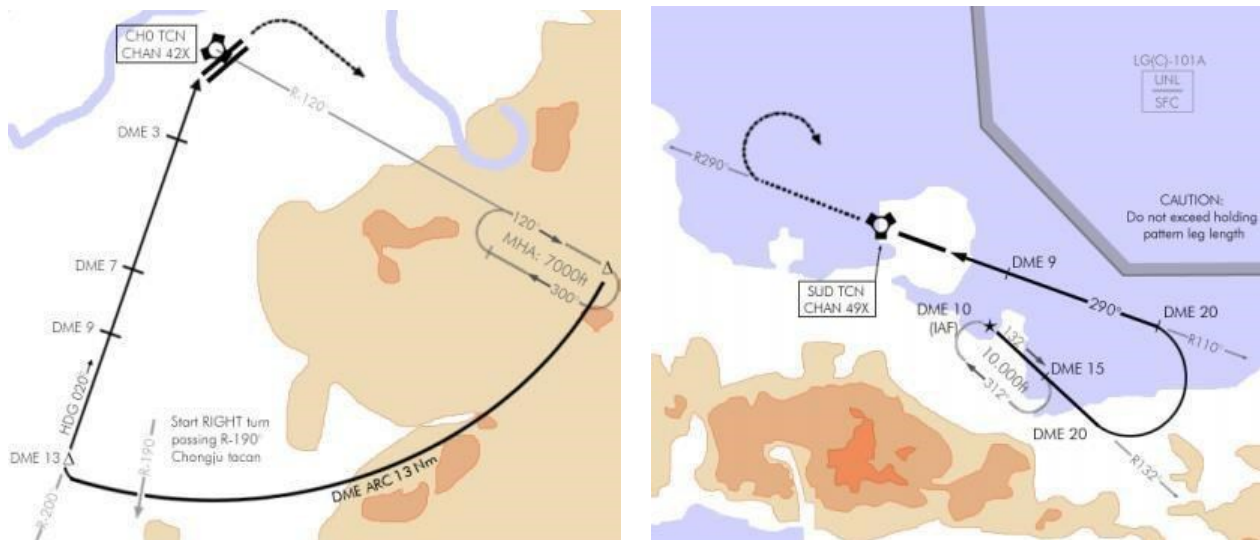 CHO TCN
CHAN 42X
R-120°
DME 3
DME 7
DME 9
HDG 020°
DME 13
R-200
R-190
Start RIGHT turn
passing R-190°
Chongju tacan
DME ARC 13 Nm
120°
MHA: 7000ft
300°
LG(C)-101A
UNL
SFC
R290°
CAUTION:
Do not exceed holding
pattern leg length
SUD TCN
CHAN 49X
DME 9
290°
DME 20
R110°
DME 10
(IAF)
132°
10.000ft
312°
DME 15
DME 20
R132°